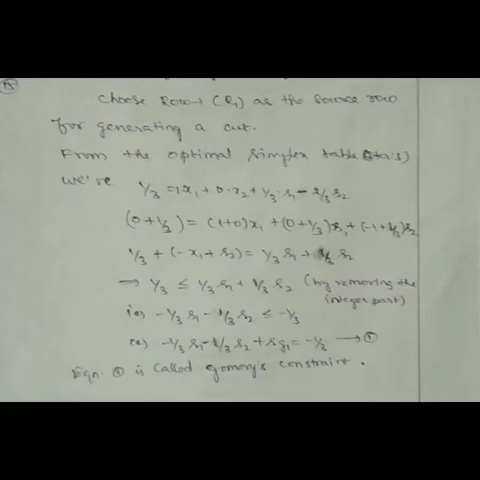 choose Row-1 (R₁) as the source row
for generating a cut.
From the optimal simplex table
we've 1/3 = 1x₁ + 0·x₂ + 1/3·s₁ - 2/3 s₂
(0 + 1/3) = (1+0)x₁ + (0 + 1/3)s₁ + (-1 + 1/3)s₂
1/3 + (-x₁ + s₂) = 1/3 s₁ + 1/3 s₂
⇒ 1/3 ≤ 1/3 s₁ + 1/3 s₂ (by removing the
integer part)
(ie) -1/3 s₁ - 1/3 s₂ ≤ -1/3
(ie) -1/3 s₁ - 1/3 s₂ + sg₁ = -1/3 → ①
Eqn. ① is called gomory's constraint.